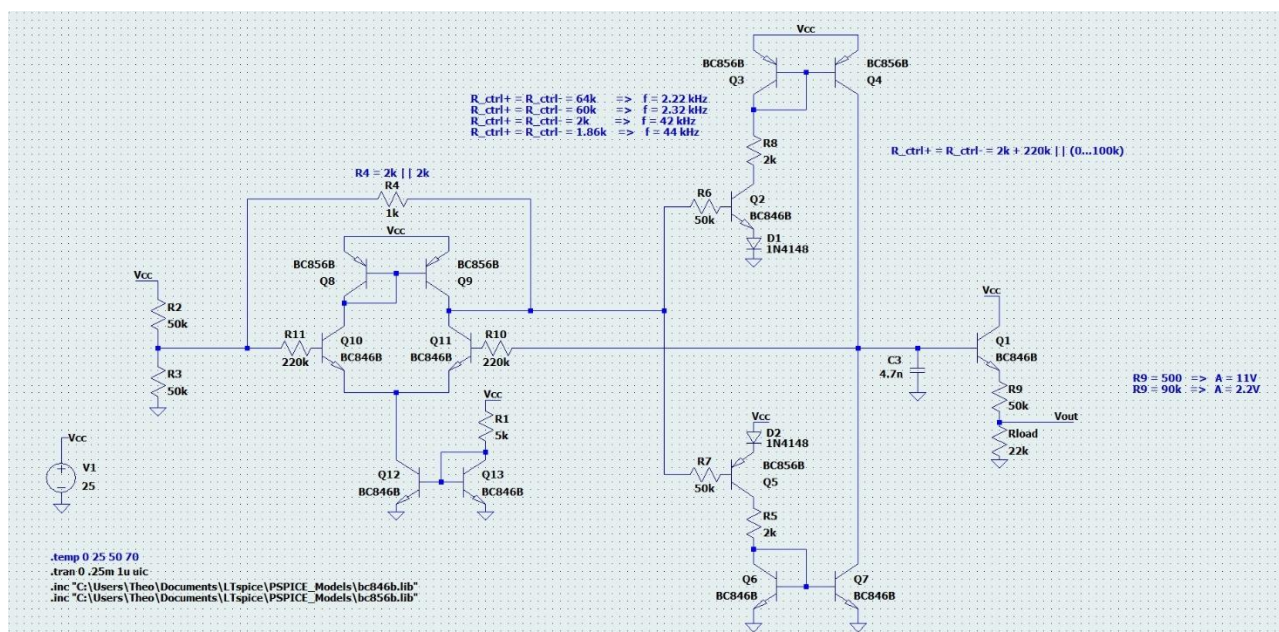 Vcc
BC856B
Q3
BC856B
Q4
R_ctrl+ = R_ctrl- = 64k => f = 2.22 kHz
R_ctrl+ = R_ctrl- = 60k => f = 2.32 kHz
R_ctrl+ = R_ctrl- = 2k => f = 42 kHz
R_ctrl+ = R_ctrl- = 1.86k => f = 44 kHz
R8
2k
R_ctrl+ = R_ctrl- = 2k + 220k || (0...100k)
R4 = 2k || 2k
R4
1k
R6
50k
Q2
BC846B
D1
1N4148
Vcc
BC856B
Q8
BC856B
Q9
Vcc
R2
50k
R11
220k
Q10
BC846B
Q11
BC846B
R10
220k
R3
50k
C3
4.7n
Vcc
Q1
BC846B
R9
50k
Vout
Rload
22k
R9 = 500 => A = 11V
R9 = 90k => A = 2.2V
Vcc
R1
5k
Vcc
D2
1N4148
R7
50k
BC856B
Q5
Vcc
V1
25
Q12
BC846B
Q13
BC846B
R5
2k
Q6
BC846B
Q7
BC846B
.temp 0 25 50 70
.tran 0 .25m 1u uic
.inc "C:\Users\Theo\Documents\LTspice\PSPICE_Models\bc846b.lib"
.inc "C:\Users\Theo\Documents\LTspice\PSPICE_Models\bc856b.lib"